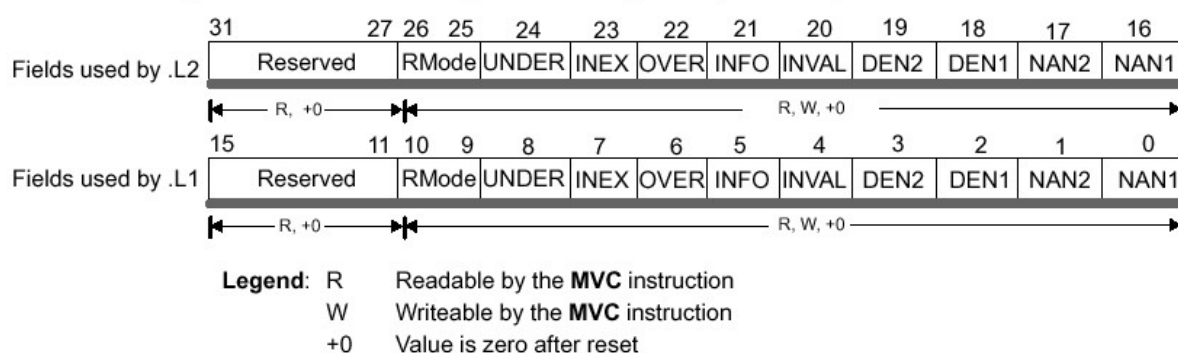 31 27 26 25 24 23 22 21 20 19 18 17 16
Fields used by .L2 Reserved RMode UNDER INEX OVER INFO INVAL DEN2 DEN1 NAN2 NAN1
R, +0 R, W, +0
15 11 10 9 8 7 6 5 4 3 2 1 0
Fields used by .L1 Reserved RMode UNDER INEX OVER INFO INVAL DEN2 DEN1 NAN2 NAN1
R, +0 R, W, +0
Legend: R Readable by the MVC instruction
W Writeable by the MVC instruction
+0 Value is zero after reset